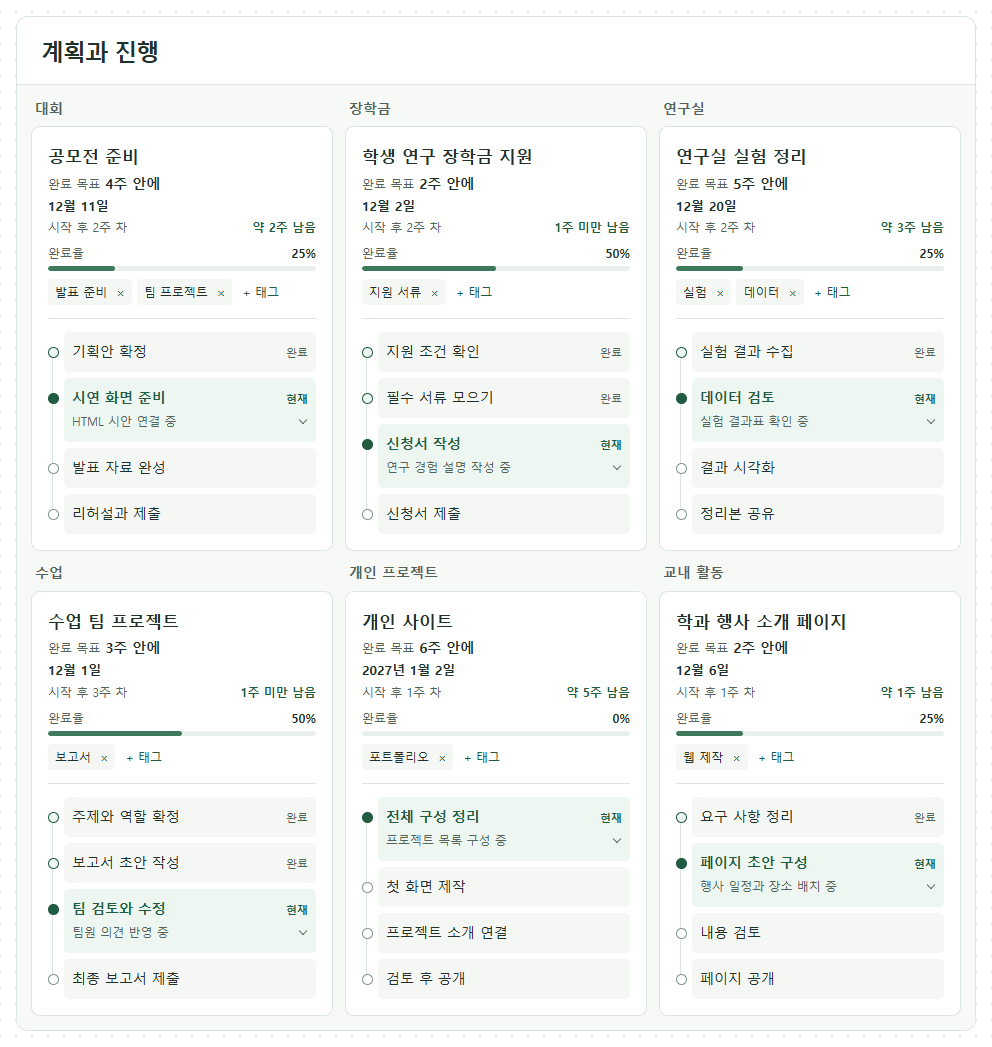 계획과 진행
대회
공모전 준비
완료 목표 4주 안에
12월 11일
시작 후 2주 차 약 2주 남음
완료율 25%
발표 준비 × 팀 프로젝트 × + 태그
기획안 확정 완료
시연 화면 준비 현재
HTML 시안 연결 중
발표 자료 완성
리허설과 제출
장학금
학생 연구 장학금 지원
완료 목표 2주 안에
12월 2일
시작 후 2주 차 1주 미만 남음
완료율 50%
지원 서류 × + 태그
지원 조건 확인 완료
필수 서류 모으기 완료
신청서 작성 현재
연구 경험 설명 작성 중
신청서 제출
연구실
연구실 실험 정리
완료 목표 5주 안에
12월 20일
시작 후 2주 차 약 3주 남음
완료율 25%
실험 × 데이터 × + 태그
실험 결과 수집 완료
데이터 검토 현재
실험 결과표 확인 중
결과 시각화
정리본 공유
수업
수업 팀 프로젝트
완료 목표 3주 안에
12월 1일
시작 후 3주 차 1주 미만 남음
완료율 50%
보고서 × + 태그
주제와 역할 확정 완료
보고서 초안 작성 완료
팀 검토와 수정 현재
팀원 의견 반영 중
최종 보고서 제출
개인 프로젝트
개인 사이트
완료 목표 6주 안에
2027년 1월 2일
시작 후 1주 차 약 5주 남음
완료율 0%
포트폴리오 × + 태그
전체 구성 정리 현재
프로젝트 목록 구성 중
첫 화면 제작
프로젝트 소개 연결
검토 후 공개
교내 활동
학과 행사 소개 페이지
완료 목표 2주 안에
12월 6일
시작 후 1주 차 약 1주 남음
완료율 25%
웹 제작 × + 태그
요구 사항 정리 완료
페이지 초안 구성 현재
행사 일정과 장소 배치 중
내용 검토
페이지 공개